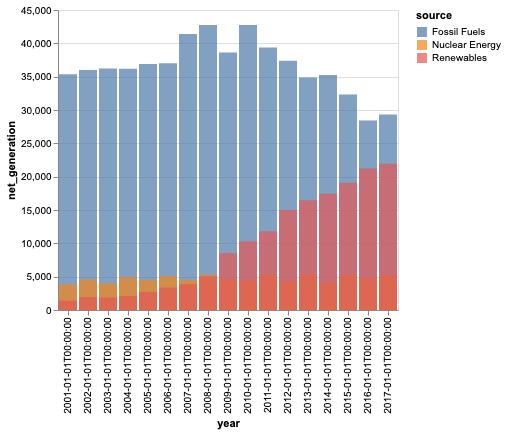 45,000
40,000
35,000
30,000
25,000
20,000
15,000
10,000
5,000
0
net_generation
2001-01-01T00:00:00
2002-01-01T00:00:00
2003-01-01T00:00:00
2004-01-01T00:00:00
2005-01-01T00:00:00
2006-01-01T00:00:00
2007-01-01T00:00:00
2008-01-01T00:00:00
2009-01-01T00:00:00
2010-01-01T00:00:00
2011-01-01T00:00:00
2012-01-01T00:00:00
2013-01-01T00:00:00
2014-01-01T00:00:00
2015-01-01T00:00:00
2016-01-01T00:00:00
2017-01-01T00:00:00
year
source
Fossil Fuels
Nuclear Energy
Renewables